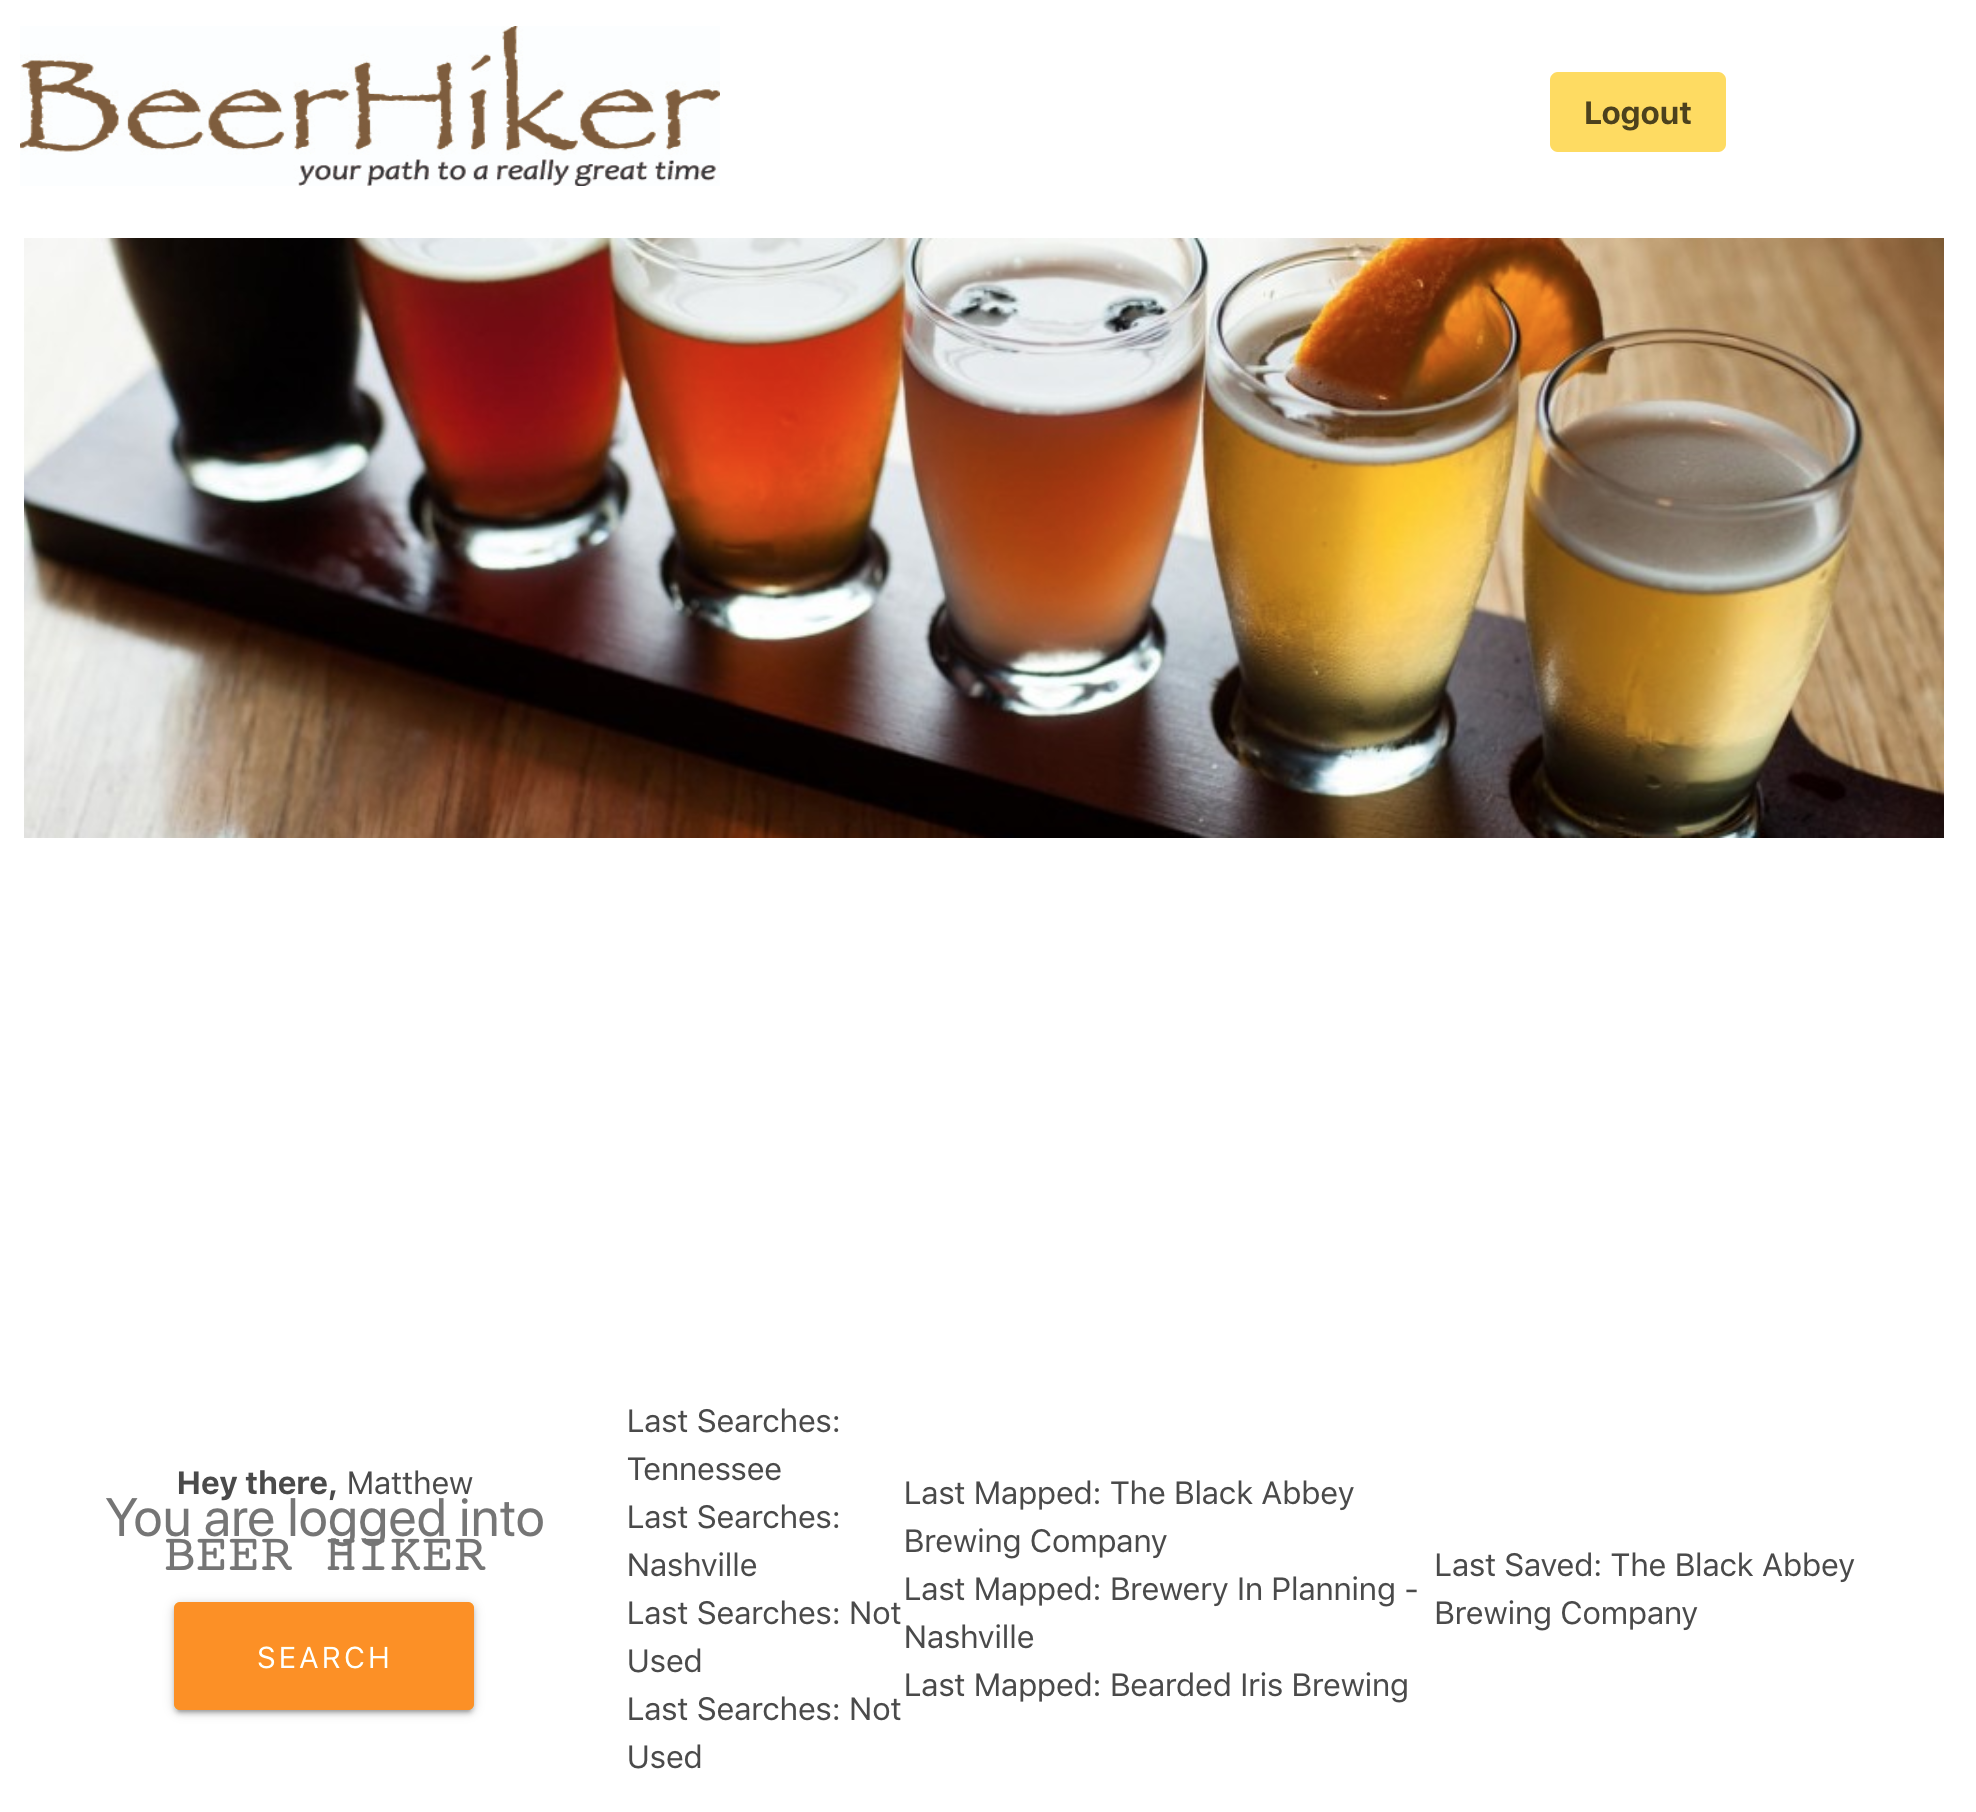 BeerHiker
your path to a really great time
Logout
Hey there, Matthew
You are logged into
BEER HIKER
SEARCH
Last Searches:
Tennessee
Last Searches:
Nashville
Last Searches: Not
Used
Last Searches: Not
Used
Last Mapped: The Black Abbey
Brewing Company
Last Mapped: Brewery In Planning -
Nashville
Last Mapped: Bearded Iris Brewing
Last Saved: The Black Abbey
Brewing Company